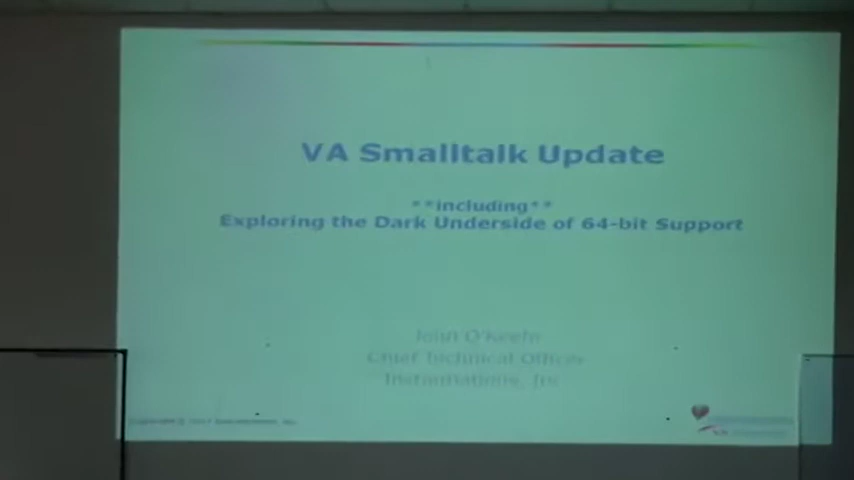 VA Smalltalk Update
**including**
Exploring the Dark Underside of 64-bit Support
John O'Keefe
Chief Technical Officer
Instantiations, Inc